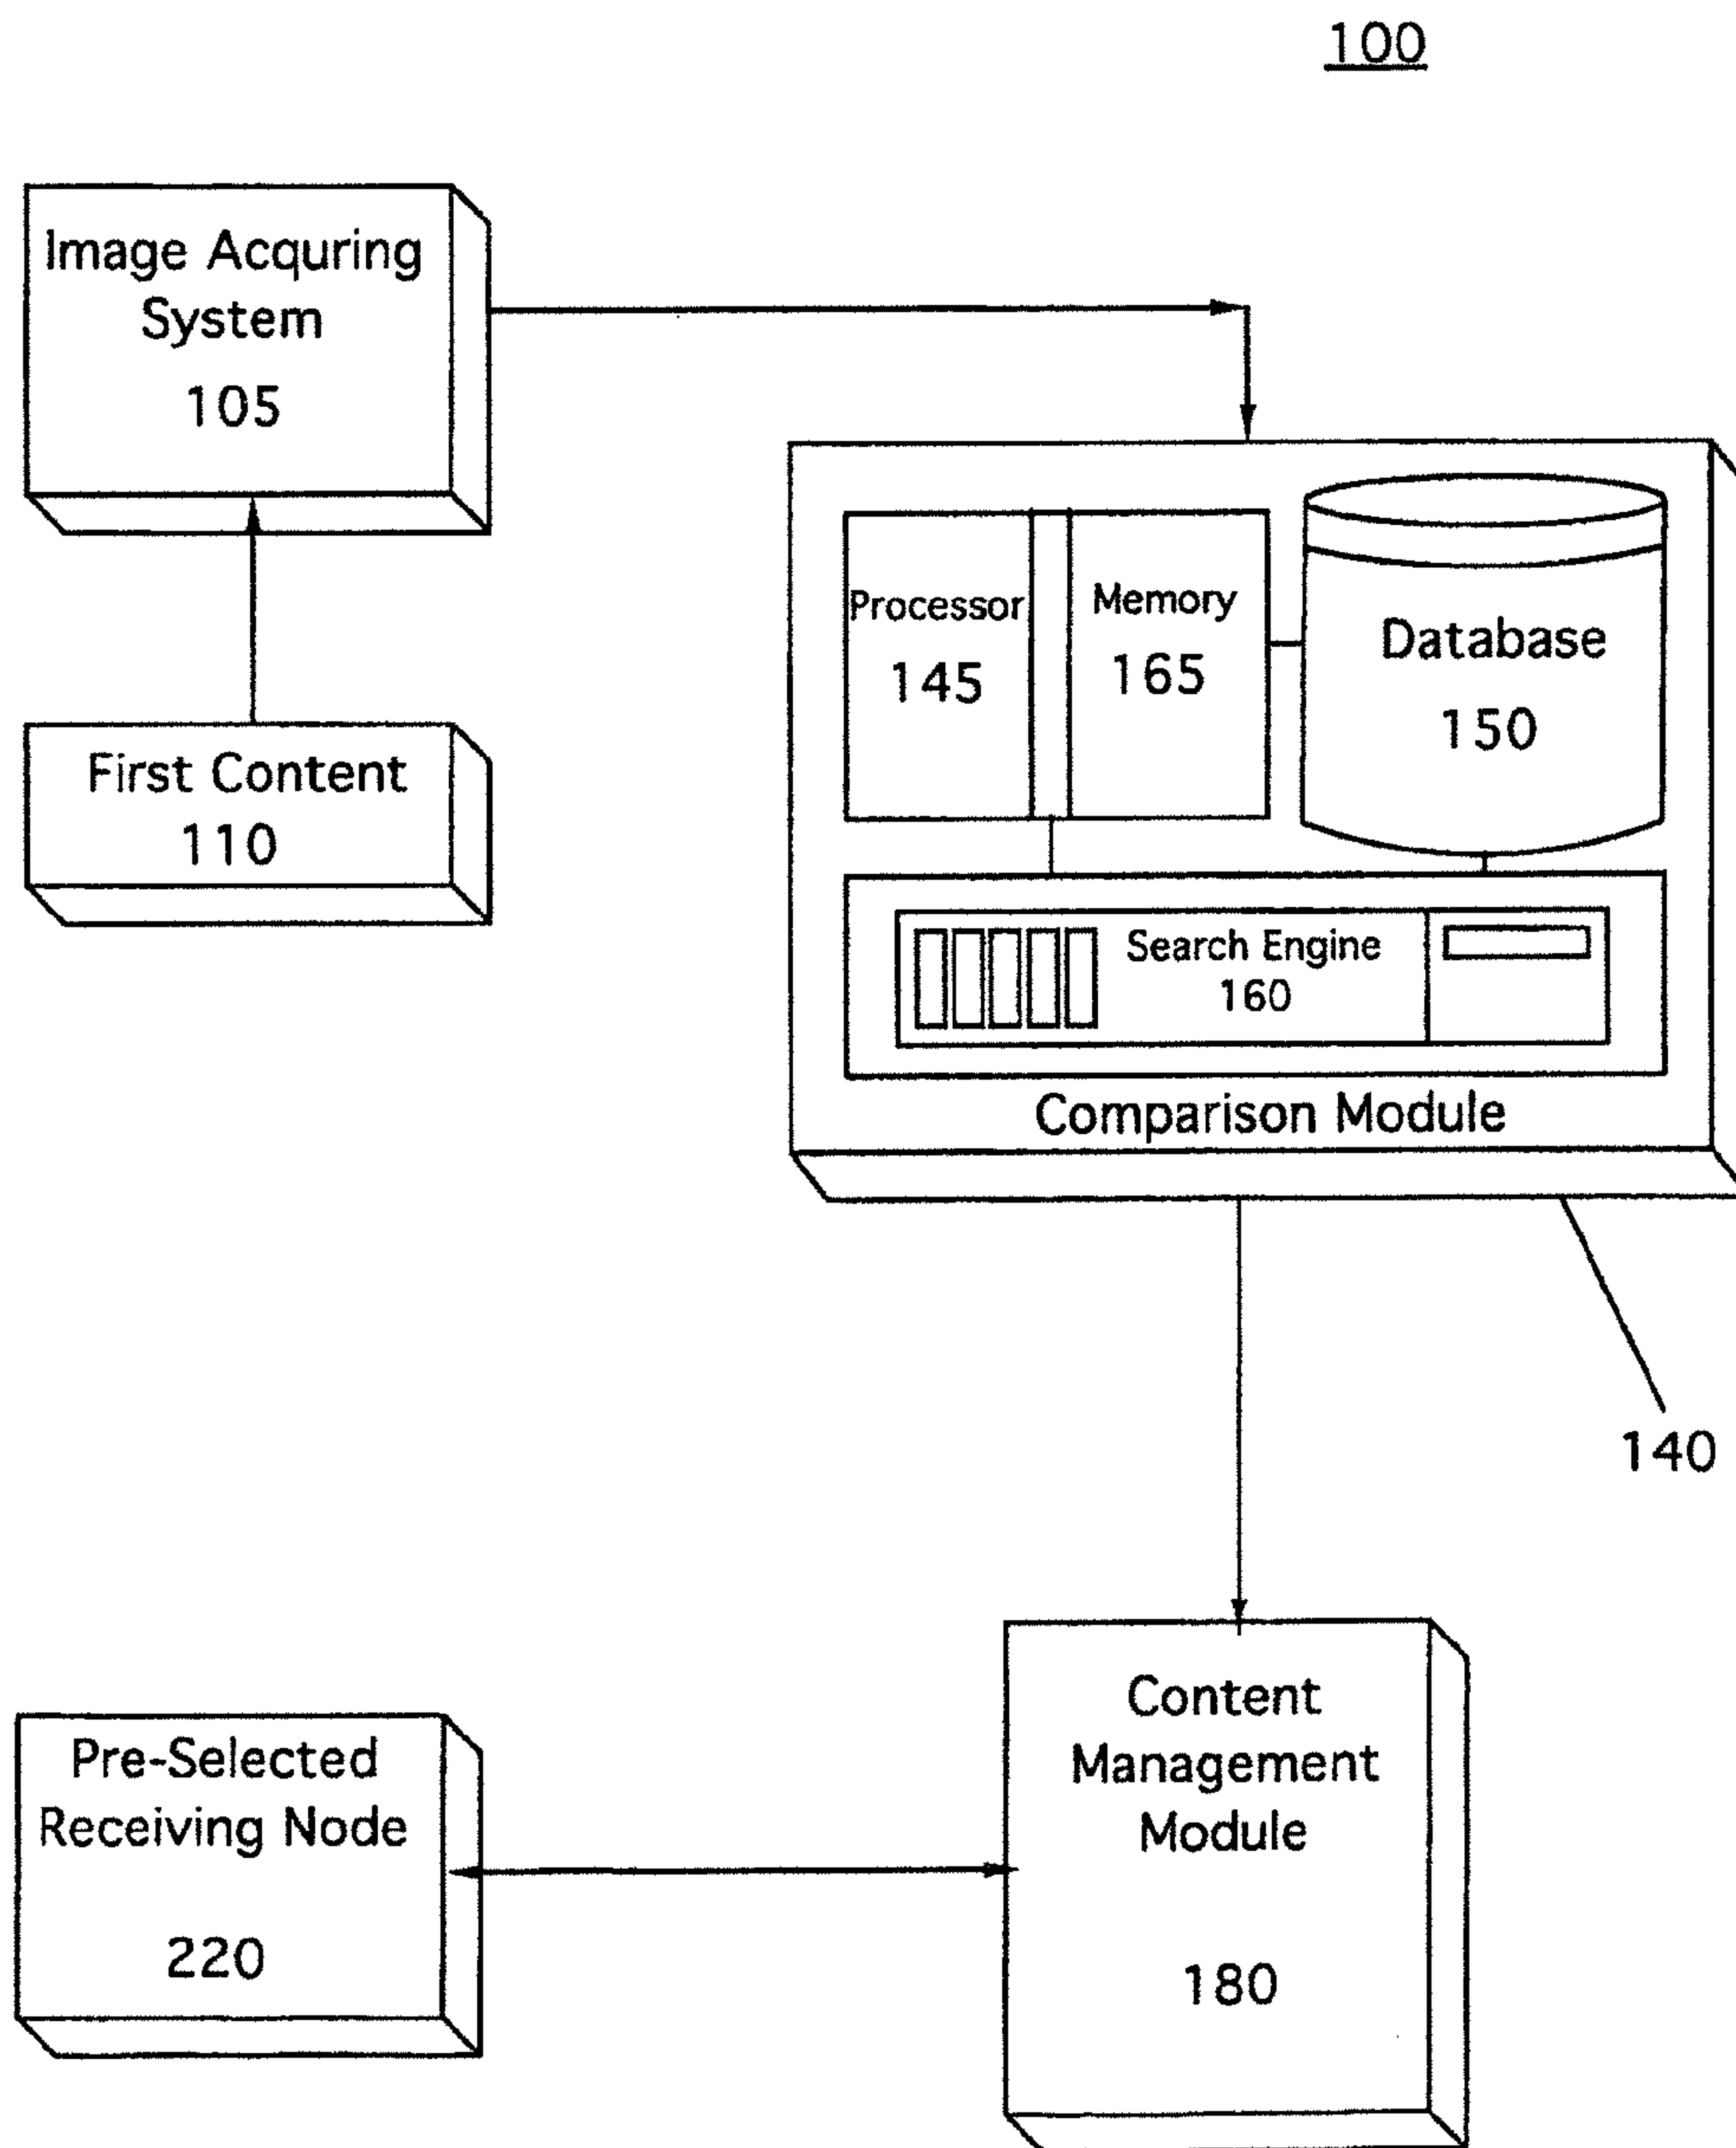 100
Image Acquring
System
105
First Content
110
Processor
145
Memory
165
Database
150
Search Engine
160
Comparison Module
140
Content
Management
Module
180
Pre-Selected
Receiving Node
220